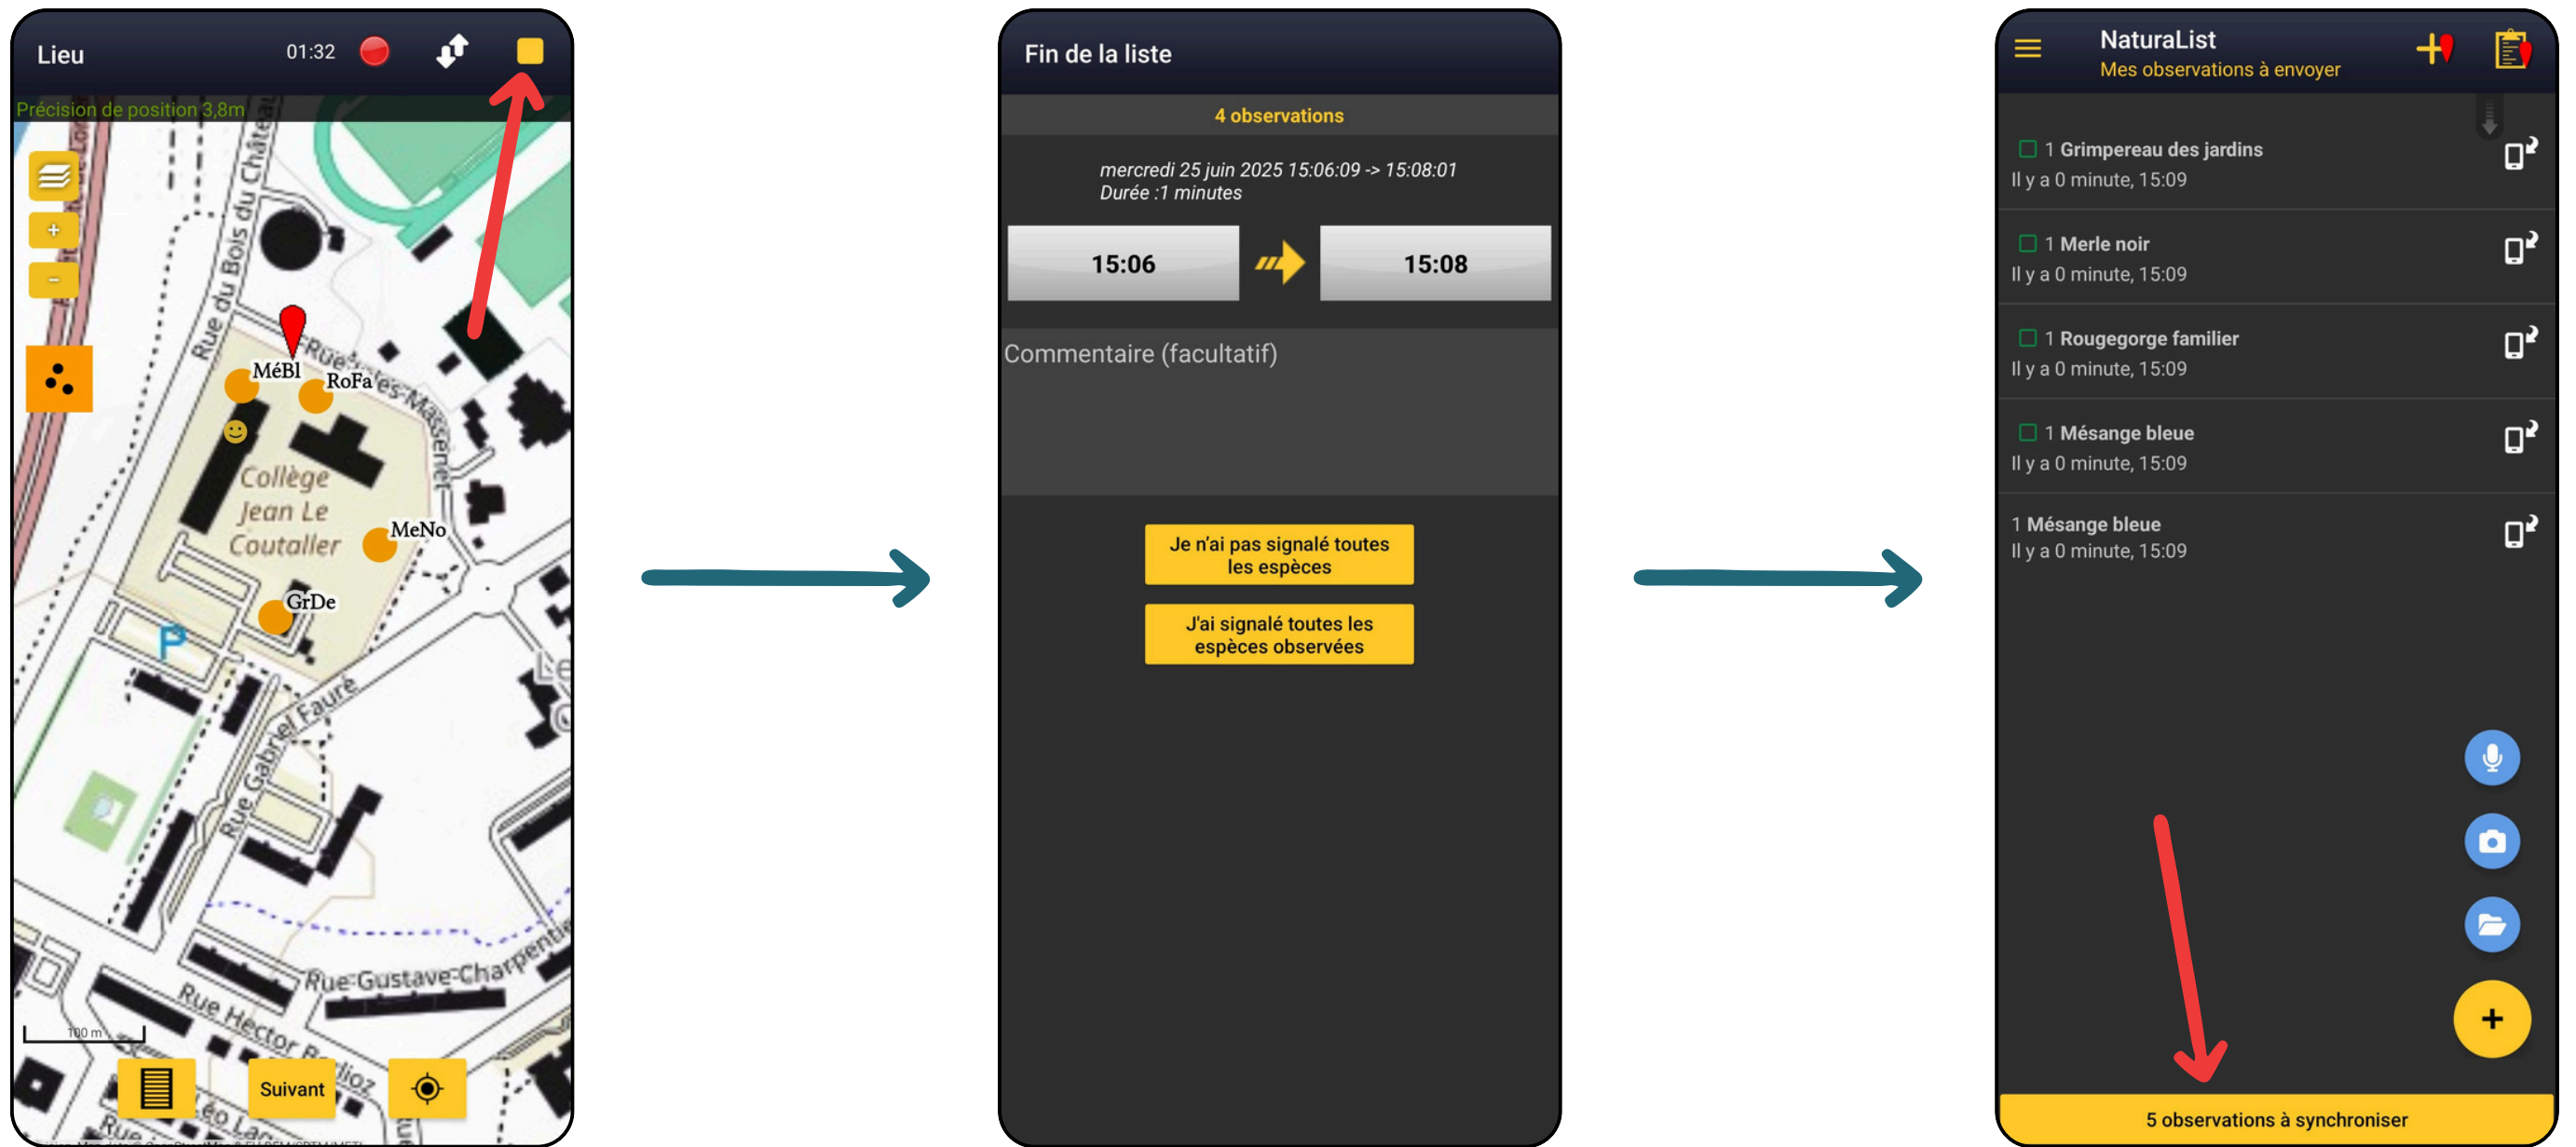 Lieu
01:32
Précision de position 3,8m
Rue du Bois du Château
+
-
MéBl
RoFa
Collège
Jean Le
Coutaller
MeNo
GrDe
P
Rue Gabriel Fauré
Rue Gustave Charpentie
Rue Hector
100 m
Suivant
Fin de la liste
4 observations
mercredi 25 juin 2025 15:06:09 -> 15:08:01
Durée :1 minutes
15:06
15:08
Commentaire (facultatif)
Je n'ai pas signalé toutes
les espèces
J'ai signalé toutes les
espèces observées
NaturaList
Mes observations à envoyer
1 Grimpereau des jardins
Il y a 0 minute, 15:09
1 Merle noir
Il y a 0 minute, 15:09
1 Rougegorge familier
Il y a 0 minute, 15:09
1 Mésange bleue
Il y a 0 minute, 15:09
1 Mésange bleue
Il y a 0 minute, 15:09
+
5 observations à synchroniser